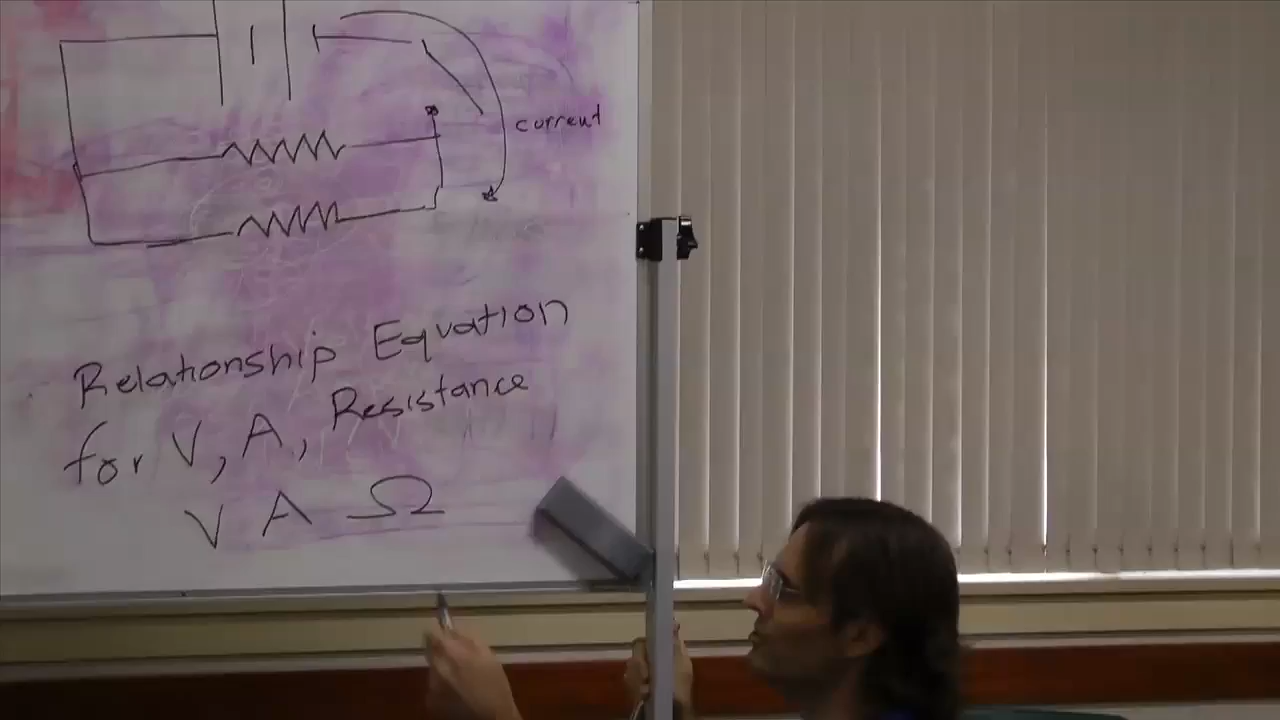 current
Relationship Equation
for V, A, Resistance
V A Ω